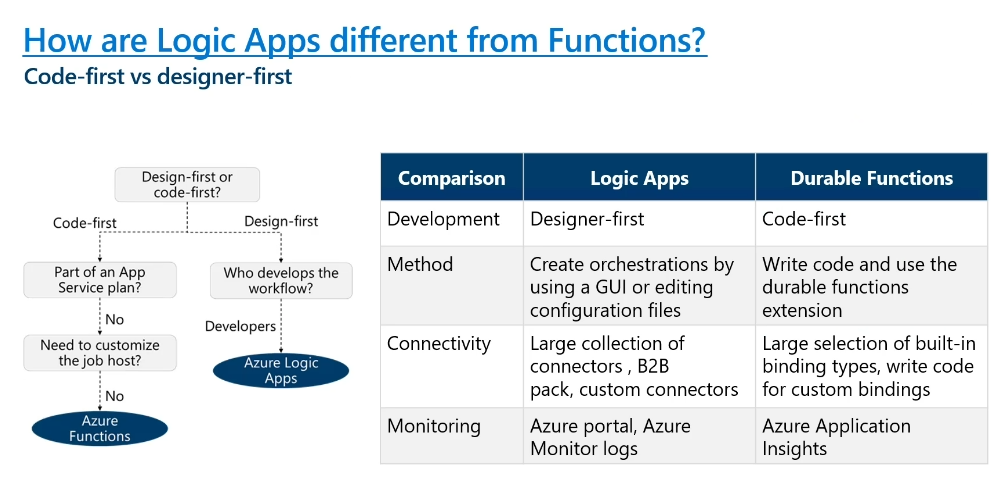 How are Logic Apps different from Functions?
Code-first vs designer-first
Design-first or
code-first?
Code-first
Design-first
Part of an App
Service plan?
Who develops the
workflow?
No
Developers
Need to customize
the job host?
Azure Logic
Apps
No
Azure
Functions
Comparison
Logic Apps
Durable Functions
Development
Designer-first
Code-first
Method
Create orchestrations by
using a GUI or editing
configuration files
Write code and use the
durable functions
extension
Connectivity
Large collection of
connectors , B2B
pack, custom connectors
Large selection of built-in
binding types, write code
for custom bindings
Monitoring
Azure portal, Azure
Monitor logs
Azure Application
Insights